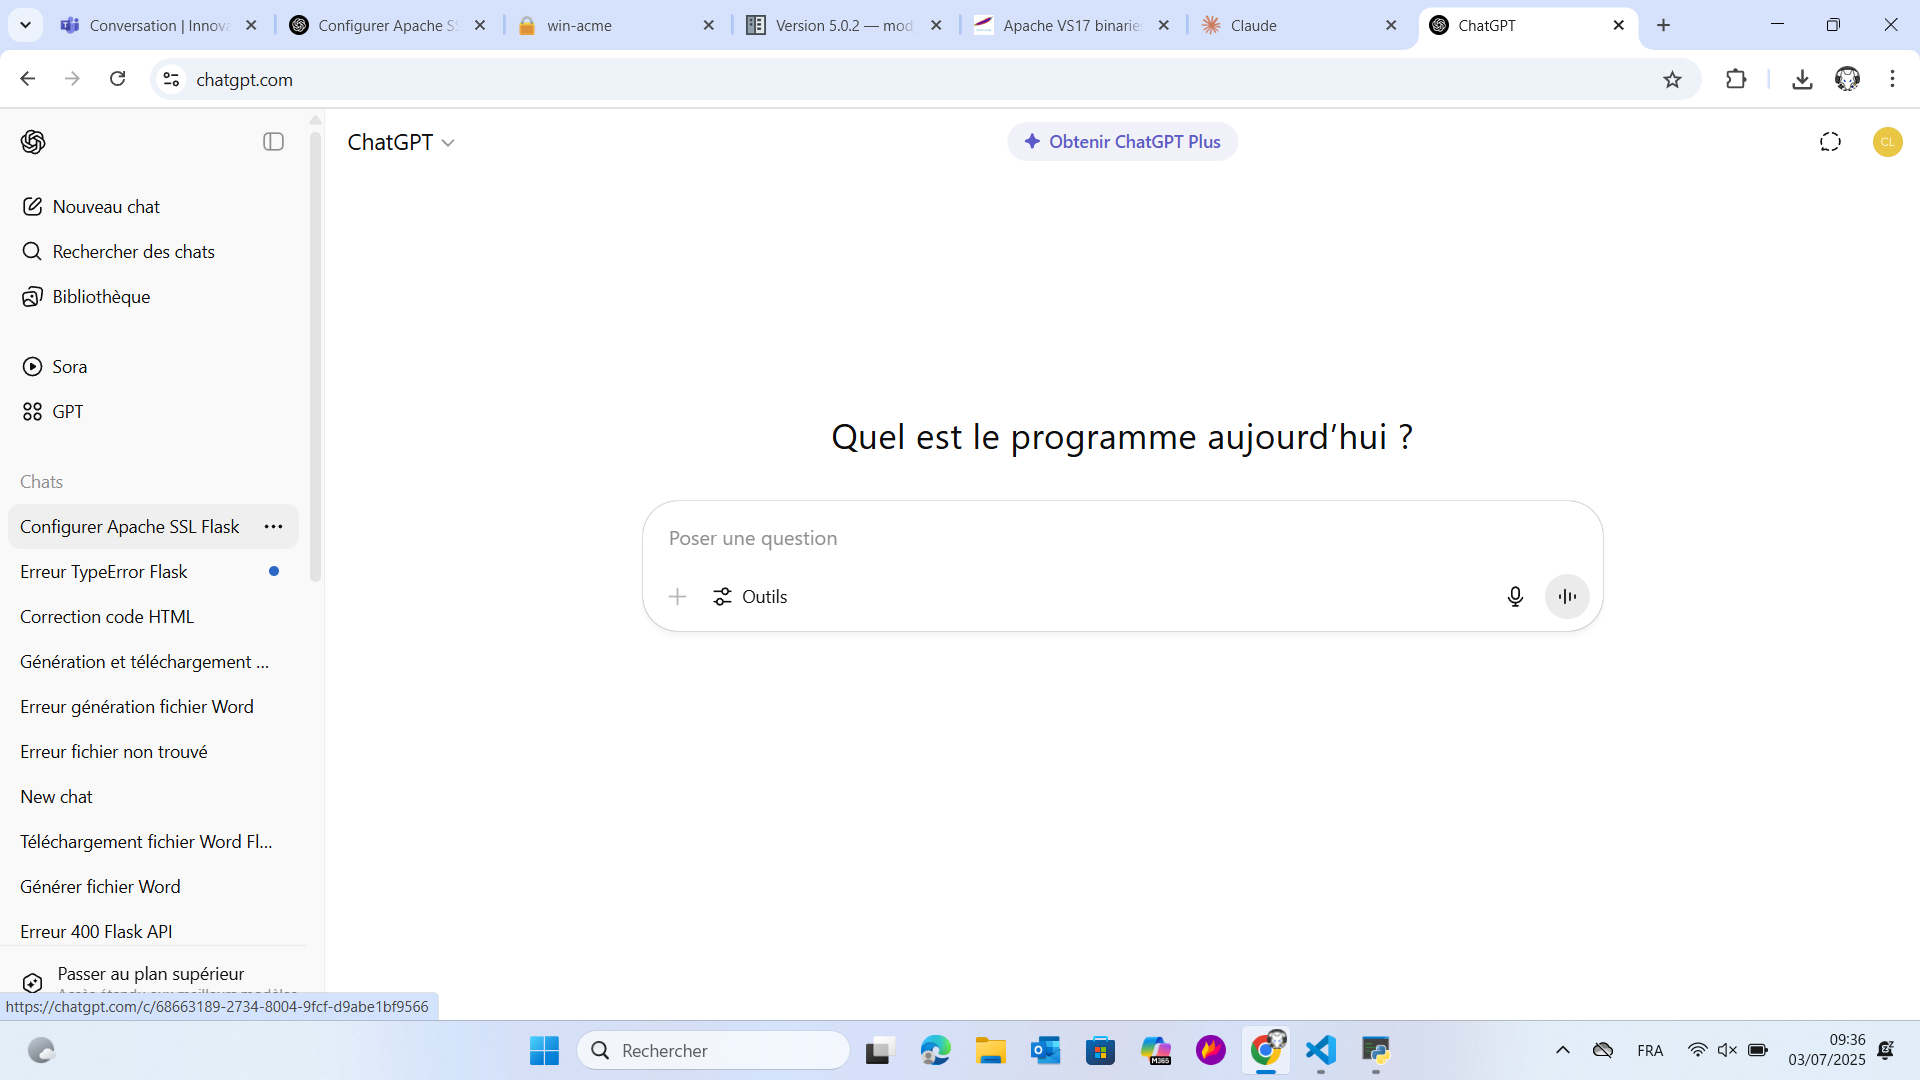 Conversation | Innova
Configurer Apache SS
win-acme
Version 5.0.2 — mod
Apache VS17 binarie
Claude
ChatGPT
chatgpt.com
ChatGPT
Obtenir ChatGPT Plus
CL
Nouveau chat
Rechercher des chats
Bibliothèque
Sora
GPT
Chats
Configurer Apache SSL Flask
Erreur TypeError Flask
Correction code HTML
Génération et téléchargement ...
Erreur génération fichier Word
Erreur fichier non trouvé
New chat
Téléchargement fichier Word Fl...
Générer fichier Word
Erreur 400 Flask API
Passer au plan supérieur
https://chatgpt.com/c/68663189-2734-8004-9fcf-d9abe1bf9566
Quel est le programme aujourd’hui ?
Poser une question
Outils
Rechercher
M365
FRA
09:36
03/07/2025